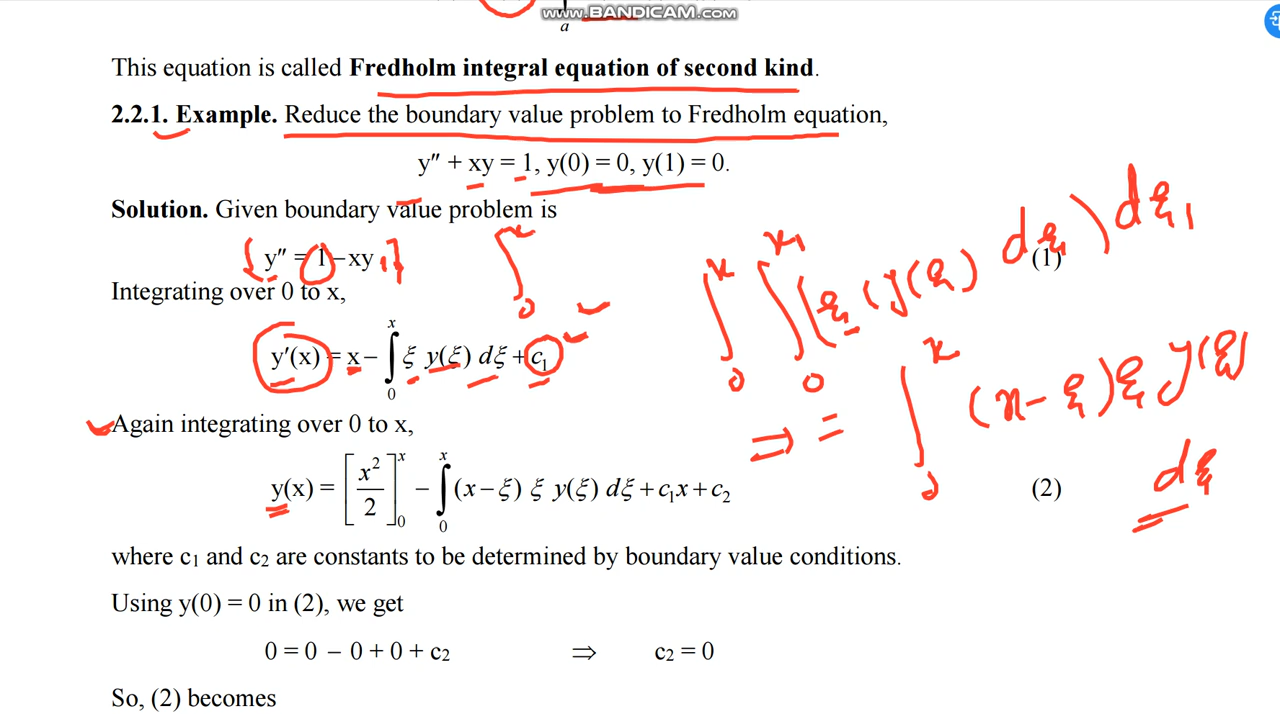 www.BANDICAM.com
a
This equation is called Fredholm integral equation of second kind.
2.2.1. Example. Reduce the boundary value problem to Fredholm equation,
y″ + xy = 1, y(0) = 0, y(1) = 0.
Solution. Given boundary value problem is
y″ = 1 – xy (1)
Integrating over 0 to x,
y′(x) = x – ∫₀ˣ ξ y(ξ) dξ + c₁
Again integrating over 0 to x,
y(x) = [x²/2]₀ˣ – ∫₀ˣ (x – ξ) ξ y(ξ) dξ + c₁x + c₂ (2)
where c₁ and c₂ are constants to be determined by boundary value conditions.
Using y(0) = 0 in (2), we get
0 = 0 – 0 + 0 + c₂ ⇒ c₂ = 0
So, (2) becomes
∫₀ˣ
∫₀ˣ ∫₀ˣ¹ (ξ (y(ξ) dξ) dξ₁
⇒ = ∫₀ˣ (x – ξ) ξ y(ξ)
dξ